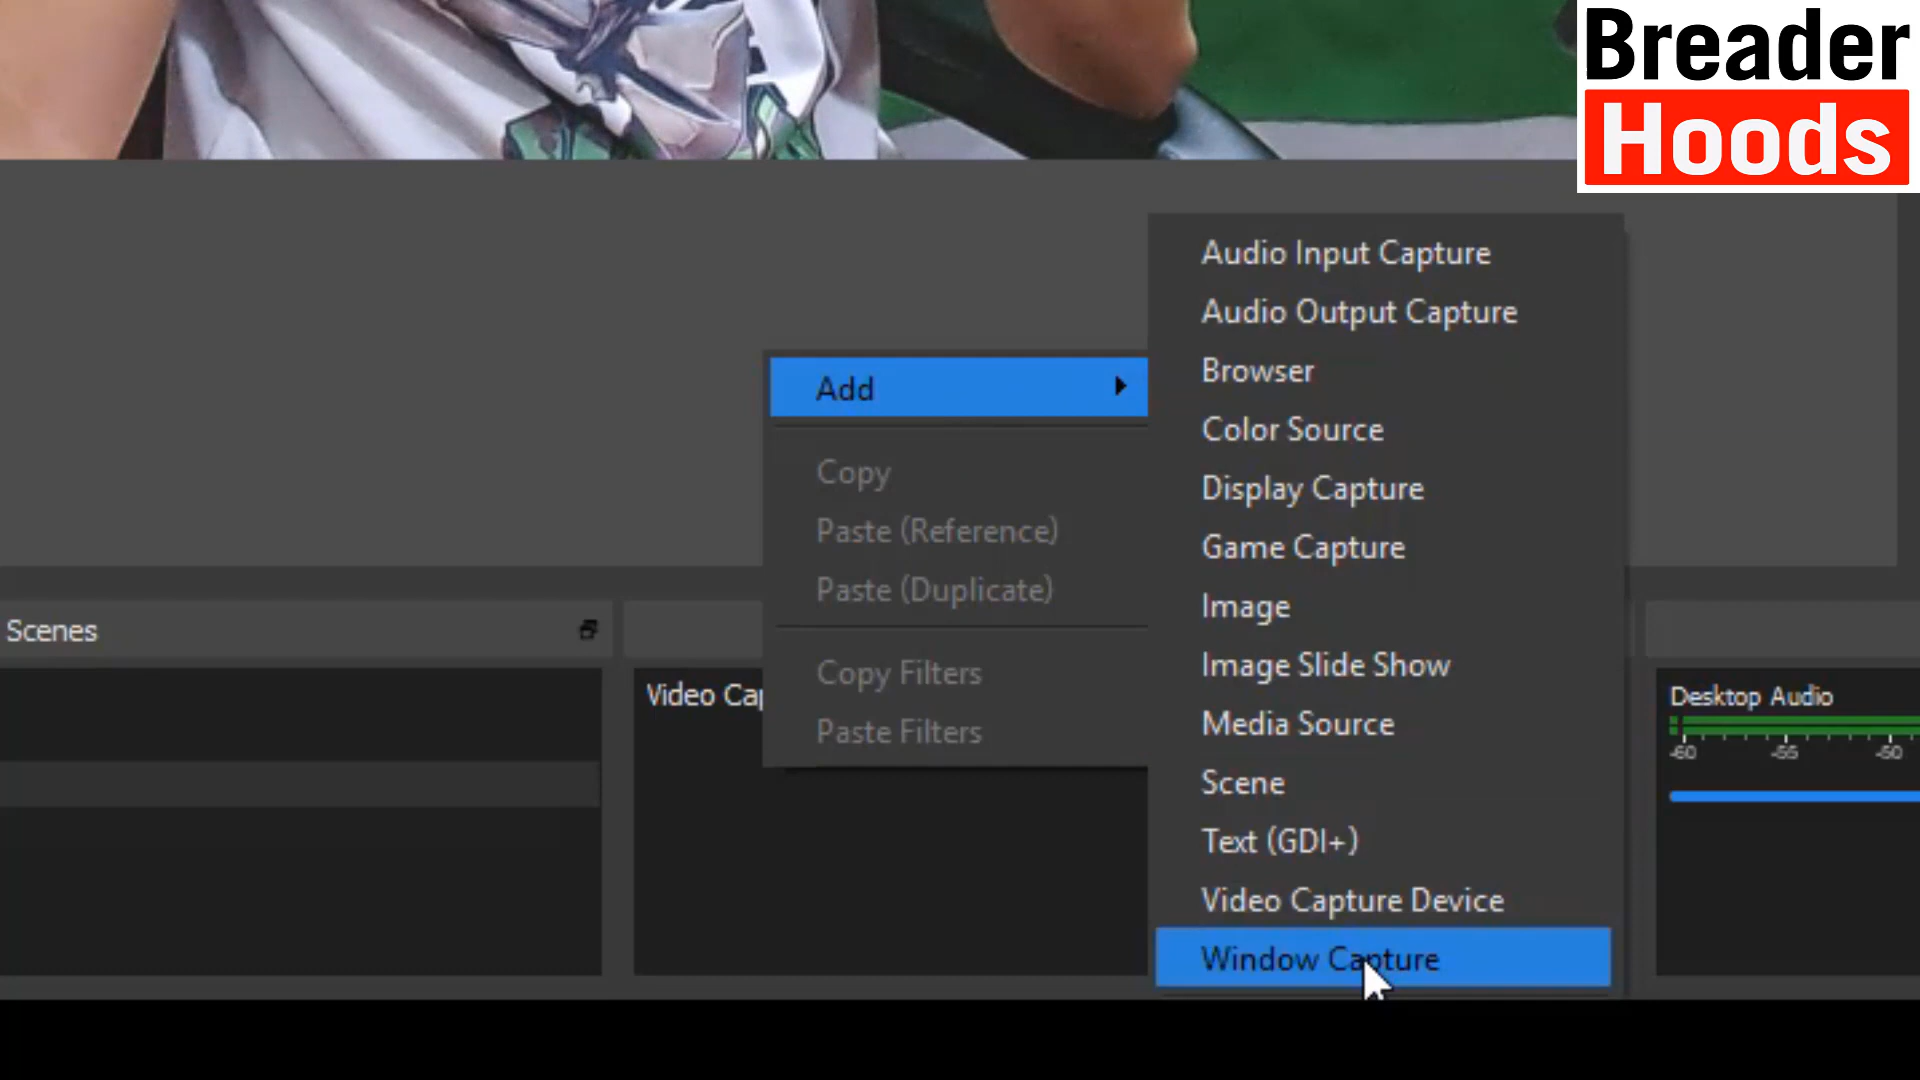 Breader
Hoods
Audio Input Capture
Audio Output Capture
Browser
Color Source
Display Capture
Game Capture
Image
Image Slide Show
Media Source
Scene
Text (GDI+)
Video Capture Device
Window Capture
Add
Copy
Paste (Reference)
Paste (Duplicate)
Copy Filters
Paste Filters
Scenes
Video Cap
Desktop Audio
-60 -55 -50